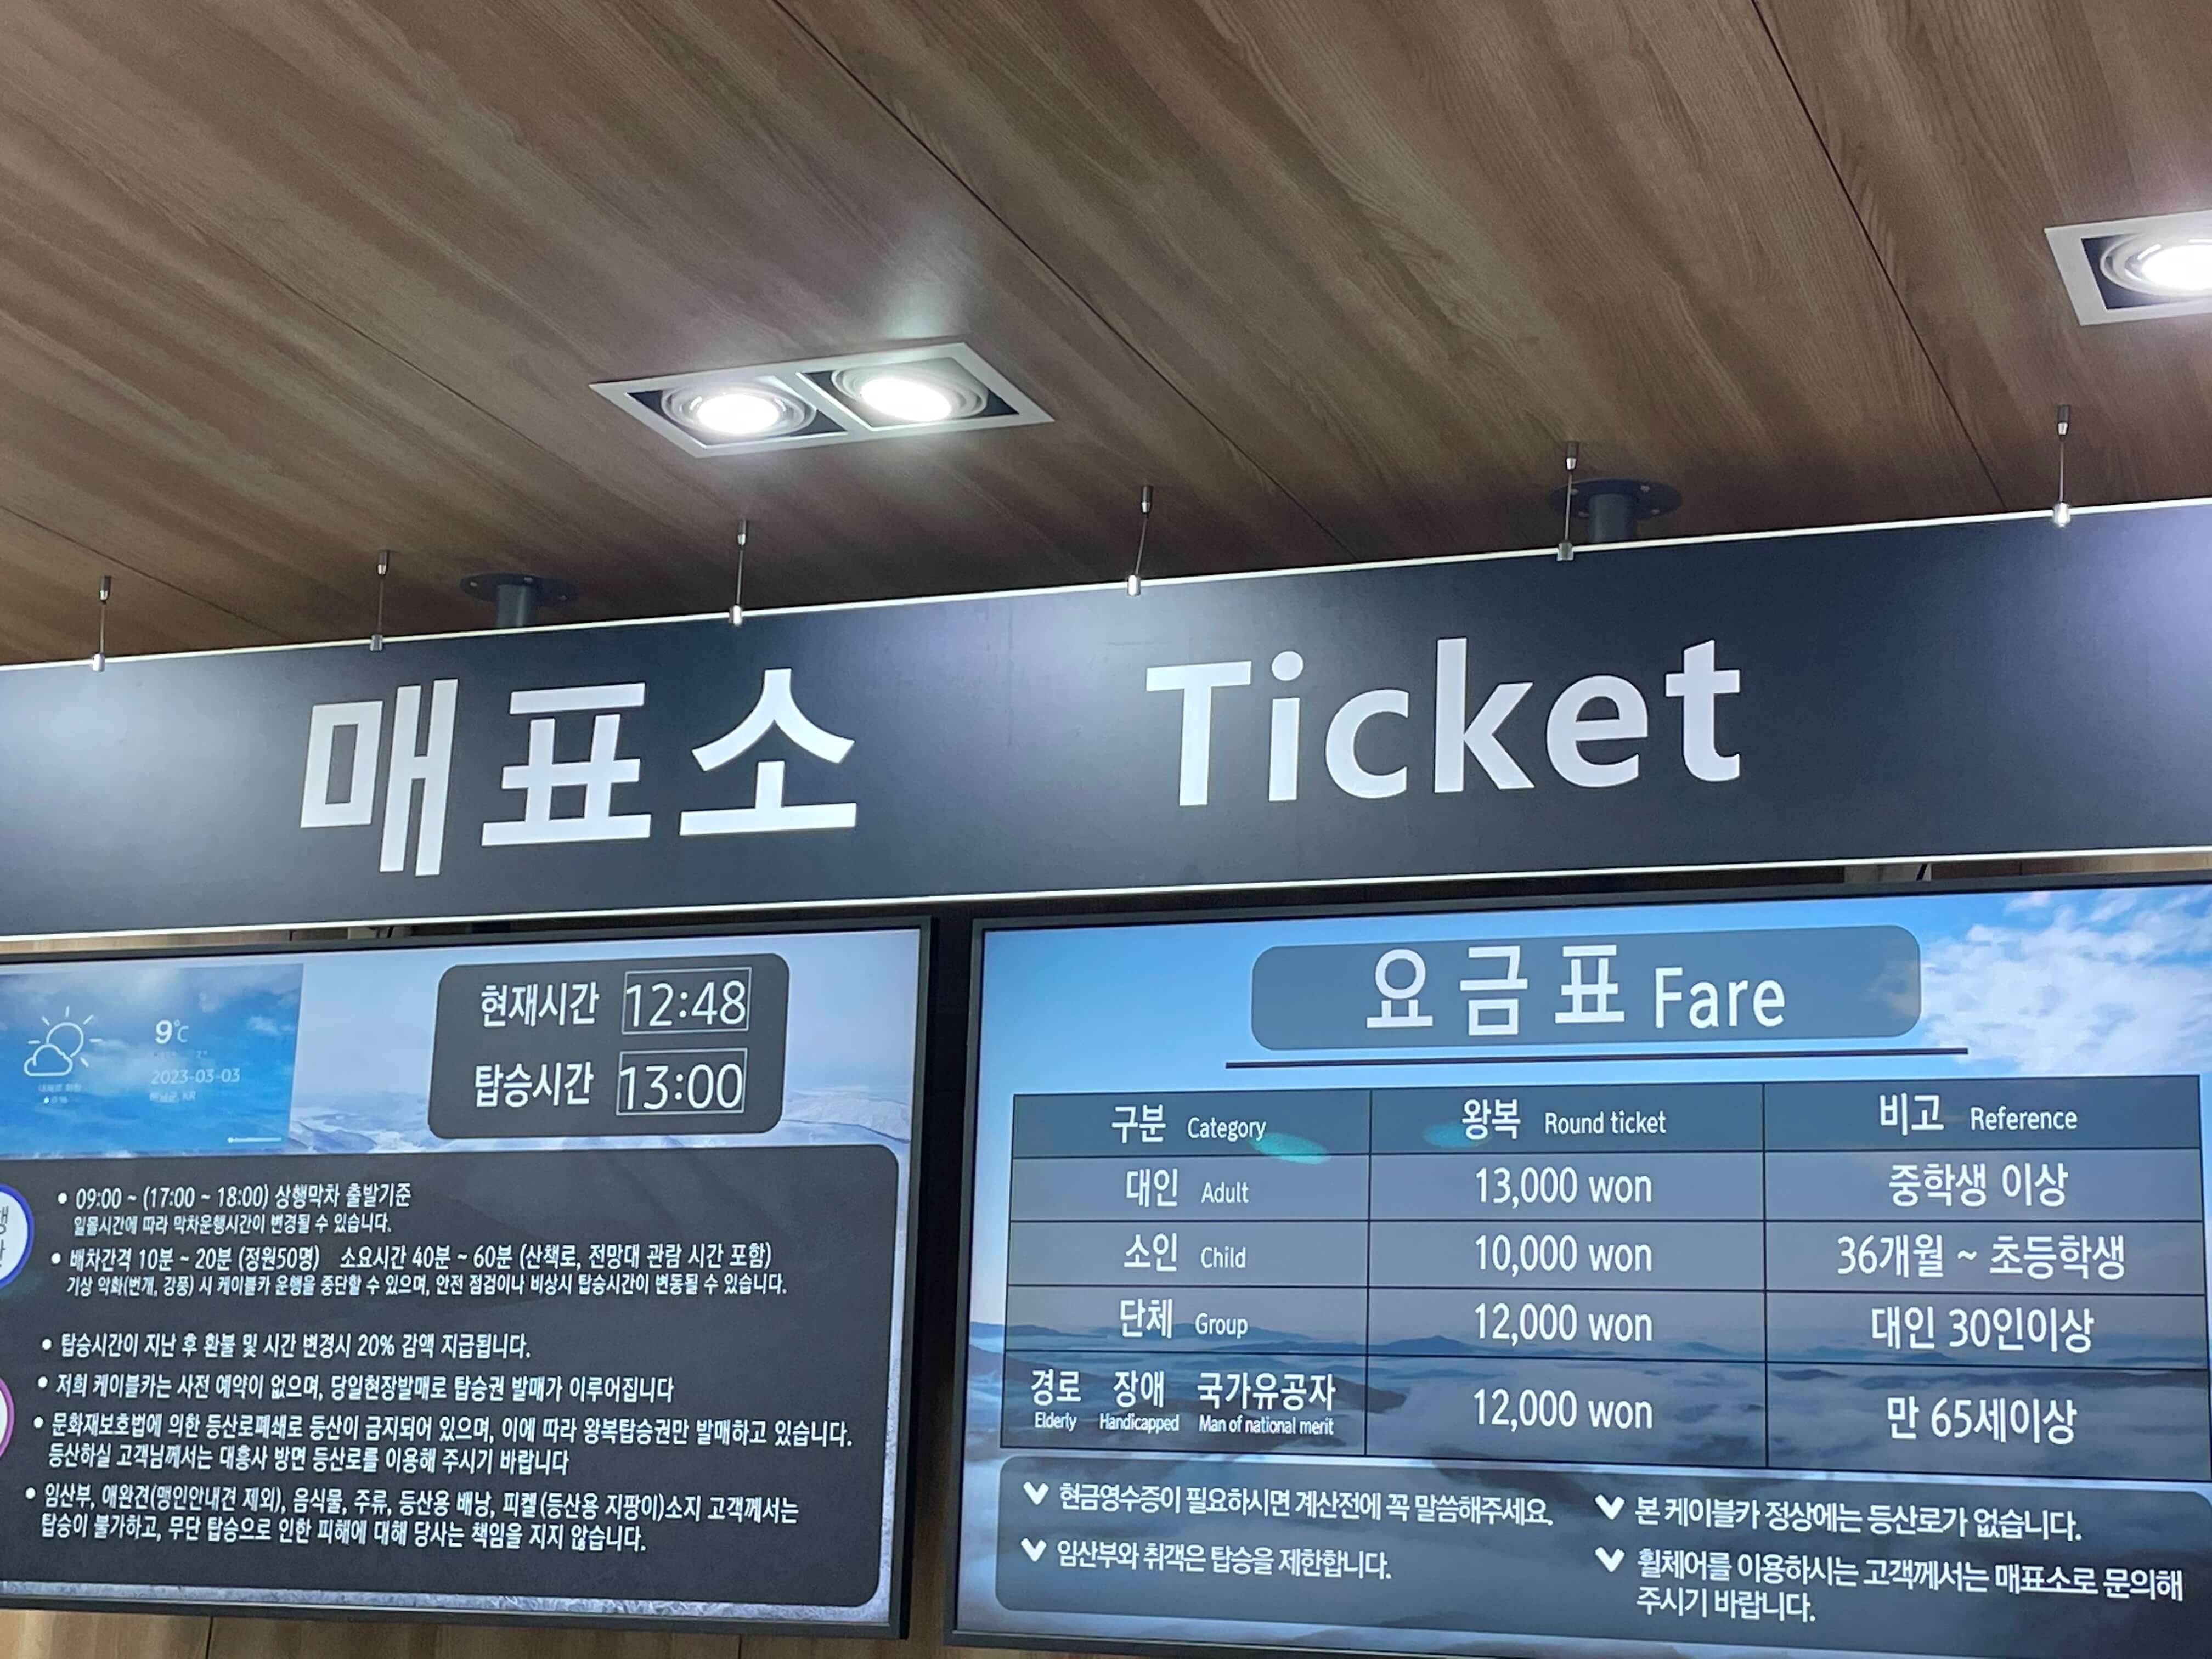 매표소 Ticket
9°C
2023-03-03
해남군, KR
현재시간 12:48
탑승시간 13:00
• 09:00 ~ (17:00 ~ 18:00) 상행막차 출발기준
일몰시간에 따라 막차운행시간이 변경될 수 있습니다.
• 배차간격 10분 ~ 20분 (정원50명) 소요시간 40분 ~ 60분 (산책로, 전망대 관람 시간 포함)
기상 악화(번개, 강풍) 시 케이블카 운행을 중단할 수 있으며, 안전 점검이나 비상시 탑승시간이 변동될 수 있습니다.
• 탑승시간이 지난 후 환불 및 시간 변경시 20% 감액 지급됩니다.
• 저희 케이블카는 사전 예약이 없으며, 당일현장발매로 탑승권 발매가 이루어집니다
• 문화재보호법에 의한 등산로폐쇄로 등산이 금지되어 있으며, 이에 따라 왕복탑승권만 발매하고 있습니다.
등산하실 고객님께서는 대흥사 방면 등산로를 이용해 주시기 바랍니다
• 임산부, 애완견(맹인안내견 제외), 음식물, 주류, 등산용 배낭, 피켈(등산용 지팡이)소지 고객께서는
탑승이 불가하고, 무단 탑승으로 인한 피해에 대해 당사는 책임을 지지 않습니다.
요금표 Fare
구분 Category 왕복 Round ticket 비고 Reference
대인 Adult 13,000 won 중학생 이상
소인 Child 10,000 won 36개월 ~ 초등학생
단체 Group 12,000 won 대인 30인이상
경로 장애 국가유공자 12,000 won 만 65세이상
Elderly Handicapped Man of national merit
현금영수증이 필요하시면 계산전에 꼭 말씀해주세요.
임산부와 취객은 탑승을 제한합니다.
본 케이블카 정상에는 등산로가 없습니다.
휠체어를 이용하시는 고객께서는 매표소로 문의해
주시기 바랍니다.